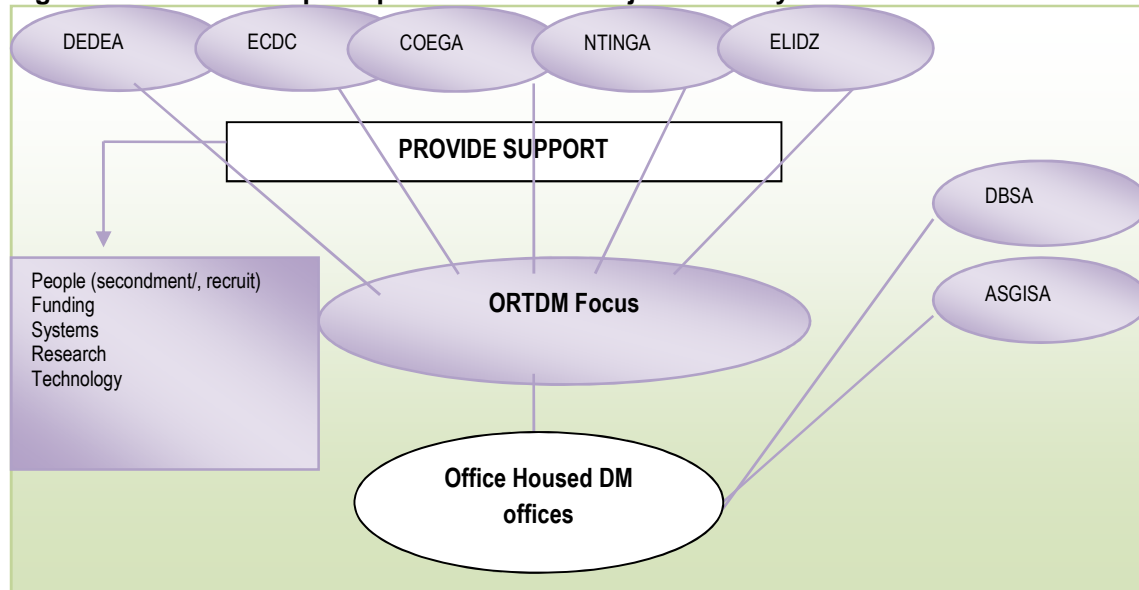 DEDEA
ECDC
COEGA
NTINGA
ELIDZ
PROVIDE SUPPORT
DBSA
ASGISA
People (secondment/, recruit)
Funding
Systems
Research
Technology
ORTDM Focus
Office Housed DM
offices